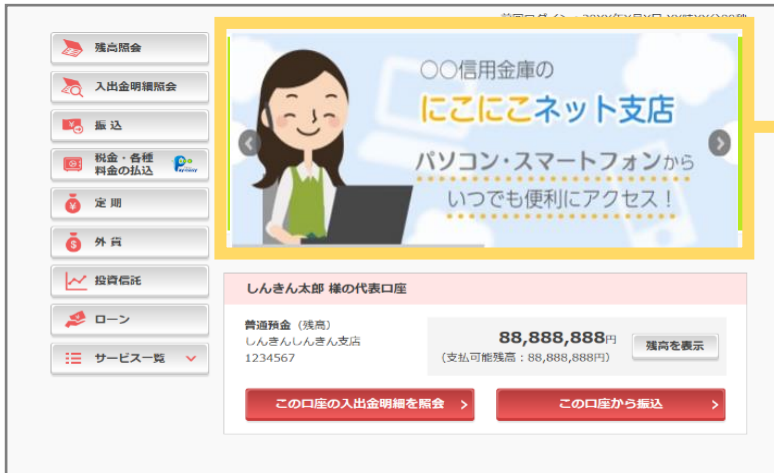 残高照会
入出金明細照会
振込
税金・各種
料金の払込
Pay-easy
定期
外貨
投資信託
ローン
サービス一覧
〇〇信用金庫の
にこにこネット支店
パソコン・スマートフォンから
いつでも便利にアクセス！
しんきん太郎 様の代表口座
普通預金（残高）
しんきんしんきん支店
1234567
88,888,888円
（支払可能残高：88,888,888円）
残高を表示
この口座の入出金明細を照会
この口座から振込